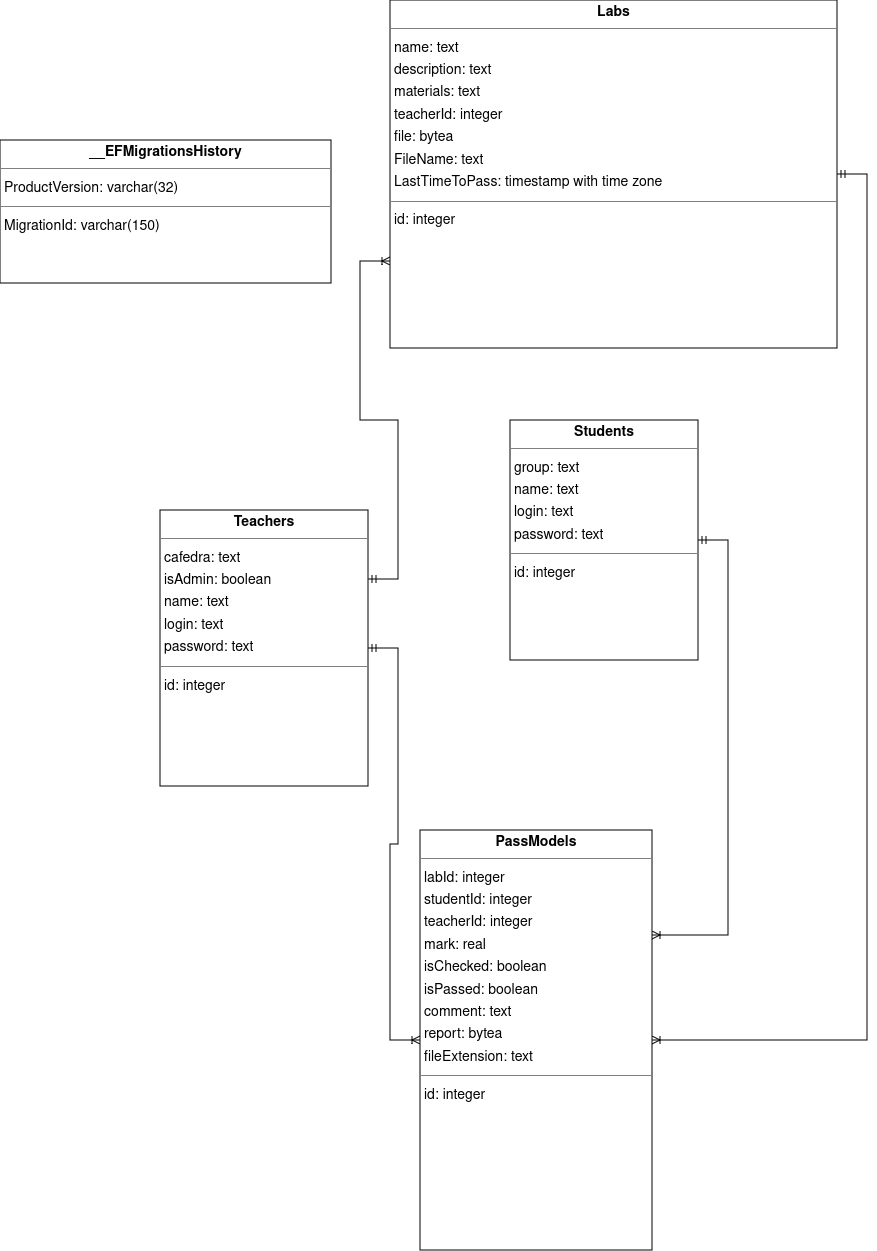 Labs
name: text
description: text
materials: text
teacherId: integer
file: bytea
FileName: text
LastTimeToPass: timestamp with time zone
id: integer
__EFMigrationsHistory
ProductVersion: varchar(32)
MigrationId: varchar(150)
Students
group: text
name: text
login: text
password: text
id: integer
Teachers
cafedra: text
isAdmin: boolean
name: text
login: text
password: text
id: integer
PassModels
labId: integer
studentId: integer
teacherId: integer
mark: real
isChecked: boolean
isPassed: boolean
comment: text
report: bytea
fileExtension: text
id: integer